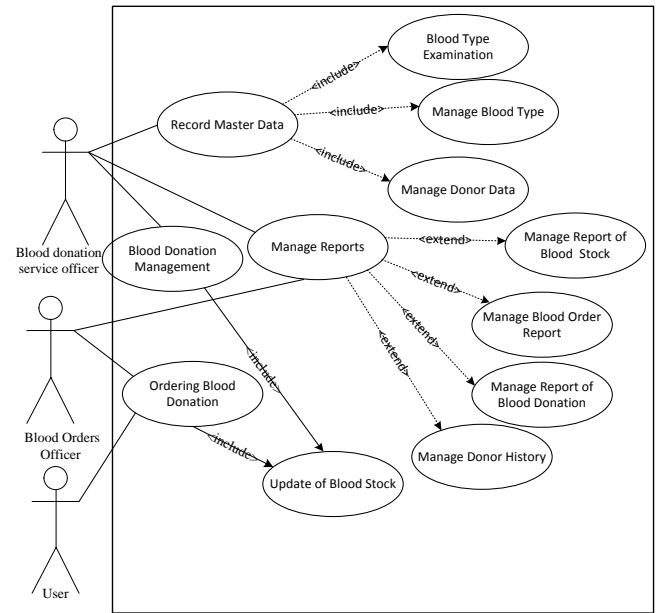 Blood Type
Examination
<include>
Record Master Data
<include>
Manage Blood Type
<include>
Manage Donor Data
Blood donation
service officer
Blood Donation
Management
Manage Reports
<extend>
Manage Report of
Blood Stock
<extend>
Manage Blood Order
Report
<extend>
<extend>
Manage Report of
Blood Donation
<include>
Ordering Blood
Donation
Blood Orders
Officer
<include>
Manage Donor History
Update of Blood Stock
User